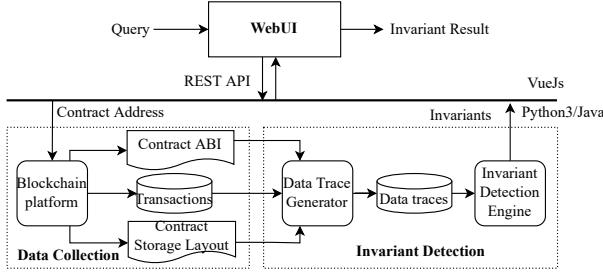 Query
WebUI
Invariant Result
REST API
VueJs
Contract Address
Invariants
Python3/Java
Contract ABI
Blockchain
platform
Transactions
Data Trace
Generator
Data traces
Invariant
Detection
Engine
Contract
Storage Layout
Data Collection
Invariant Detection